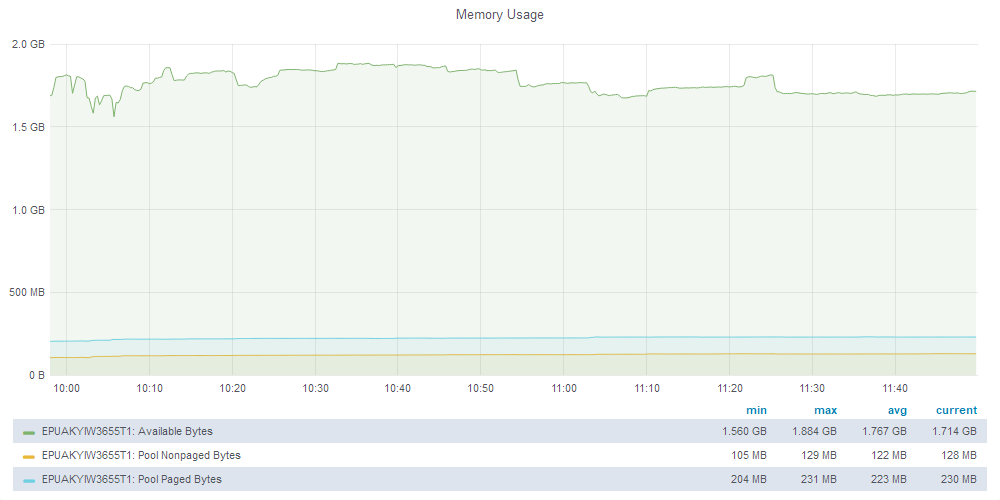 Memory Usage
2.0 GB
1.5 GB
1.0 GB
500 MB
0 B
10:00 10:10 10:20 10:30 10:40 10:50 11:00 11:10 11:20 11:30 11:40
min max avg current
EPUAKYIW3655T1: Available Bytes 1.560 GB 1.884 GB 1.767 GB 1.714 GB
EPUAKYIW3655T1: Pool Nonpaged Bytes 105 MB 129 MB 122 MB 128 MB
EPUAKYIW3655T1: Pool Paged Bytes 204 MB 231 MB 223 MB 230 MB